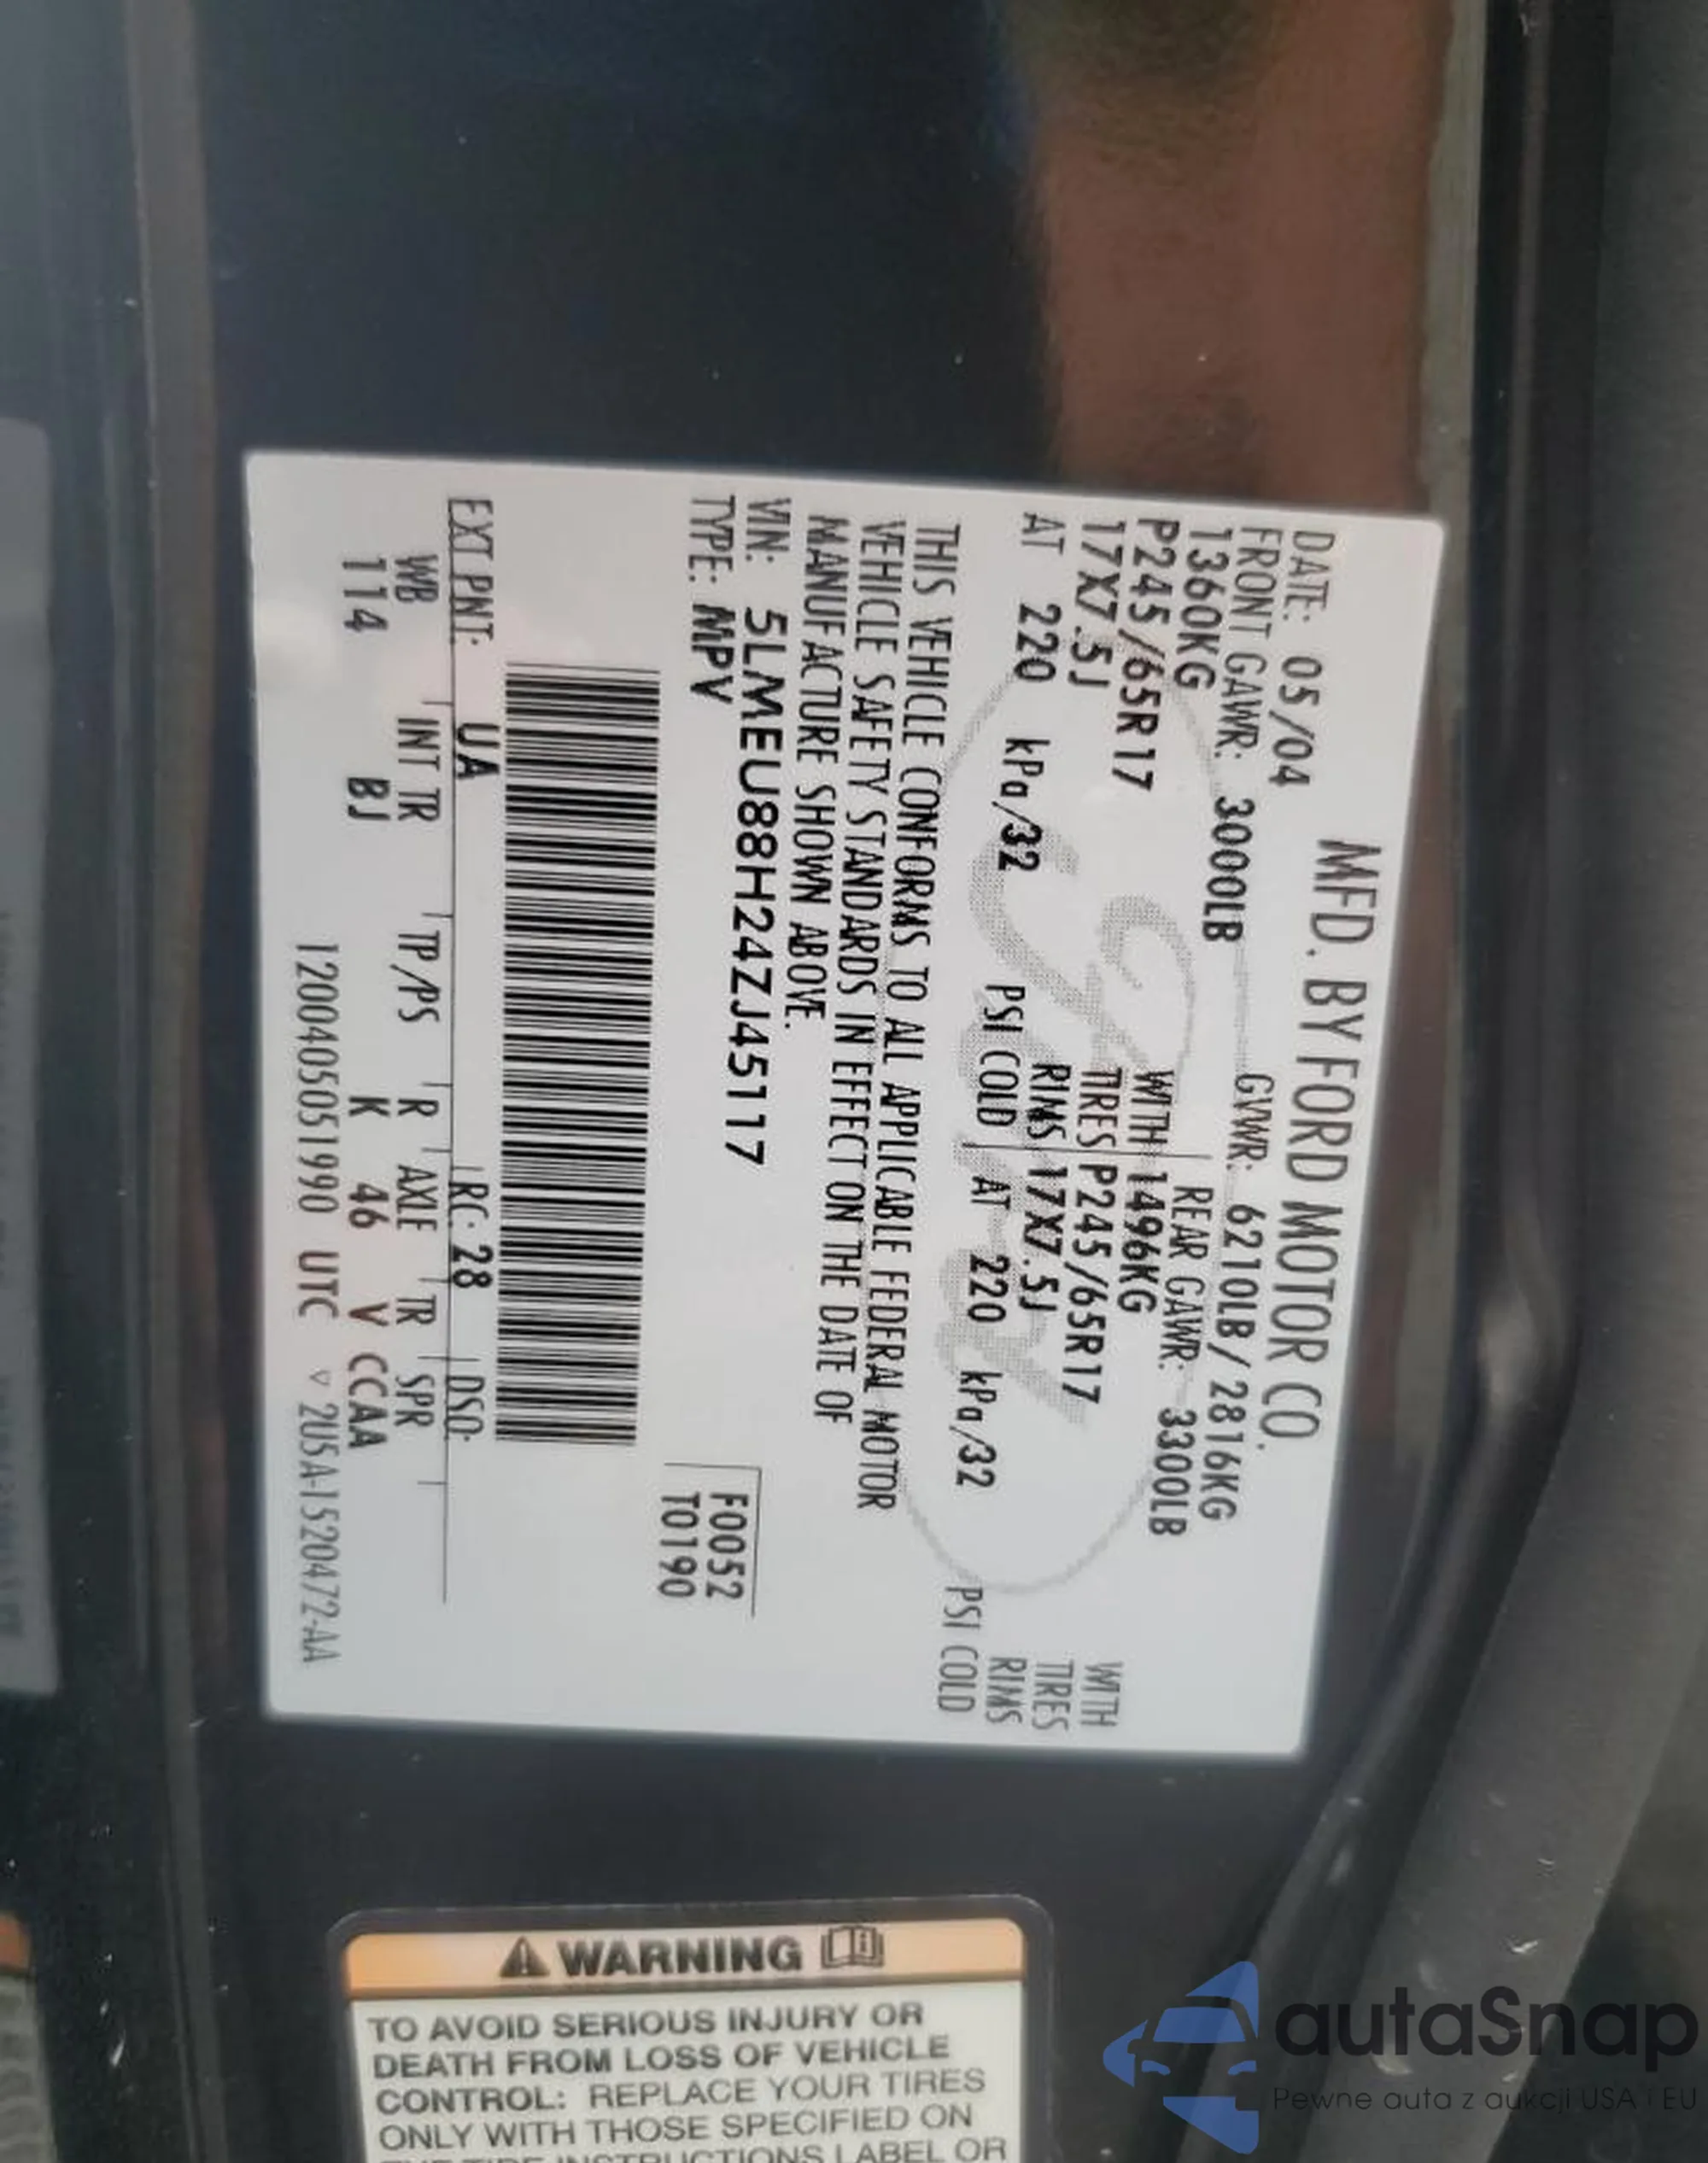 MFD. BY FORD MOTOR CO.
DATE: 05/04 GVWR: 6210LB/2816KG
FRONT GAWR: 3000LB REAR GAWR: 3300LB
1360KG WITH 1496KG WITH
P245/65R17 TIRES P245/65R17 TIRES
17X7.5J RIMS 17X7.5J RIMS
AT 220 kPa/32 PSI COLD AT 220 kPa/32 PSI COLD
THIS VEHICLE CONFORMS TO ALL APPLICABLE FEDERAL MOTOR
VEHICLE SAFETY STANDARDS IN EFFECT ON THE DATE OF
MANUFACTURE SHOWN ABOVE.
VIN: 5LMEU88H24ZJ45117
TYPE: MPV
F0052
T0190
EXT PNT: UA RC: 28 DSO:
WB INT TR TP/PS R AXLE TR SPR
114 BJ K 46 V CCAA
120040505​1990 UTC ▿ 2U5A-1520472-AA
⚠ WARNING
TO AVOID SERIOUS INJURY OR
DEATH FROM LOSS OF VEHICLE
CONTROL: REPLACE YOUR TIRES
ONLY WITH THOSE SPECIFIED ON
LABEL OR
autaSnap
Pewne auta z aukcji USA i EU